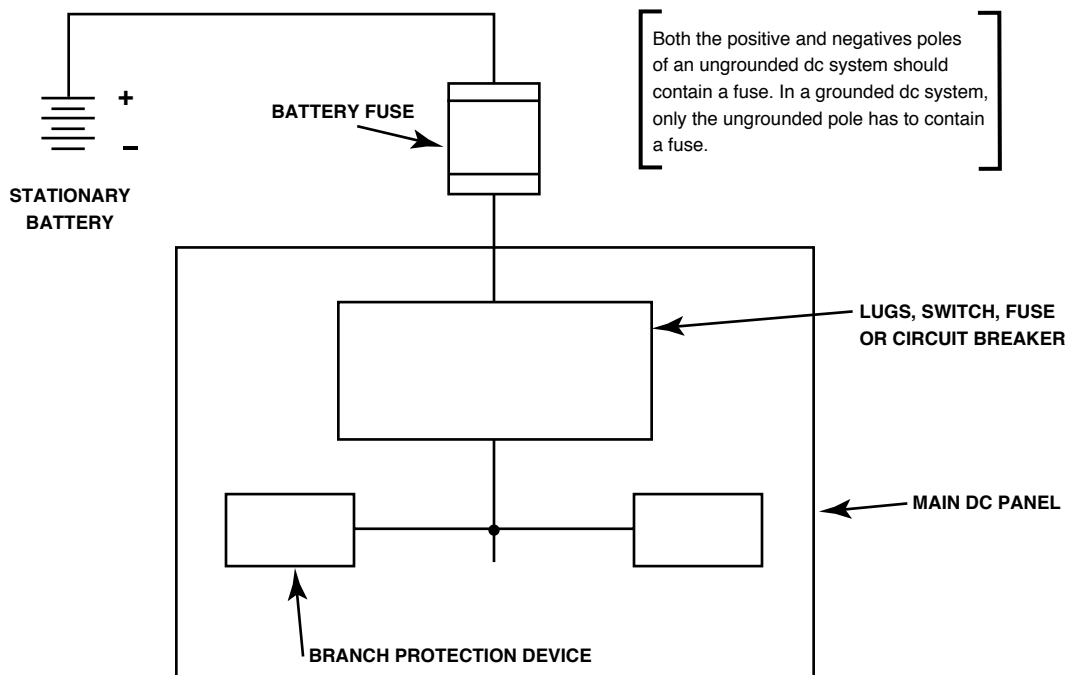 Both the positive and negatives poles
of an ungrounded dc system should
contain a fuse. In a grounded dc system,
only the ungrounded pole has to contain
a fuse.
BATTERY FUSE
+
–
STATIONARY
BATTERY
LUGS, SWITCH, FUSE
OR CIRCUIT BREAKER
MAIN DC PANEL
BRANCH PROTECTION DEVICE